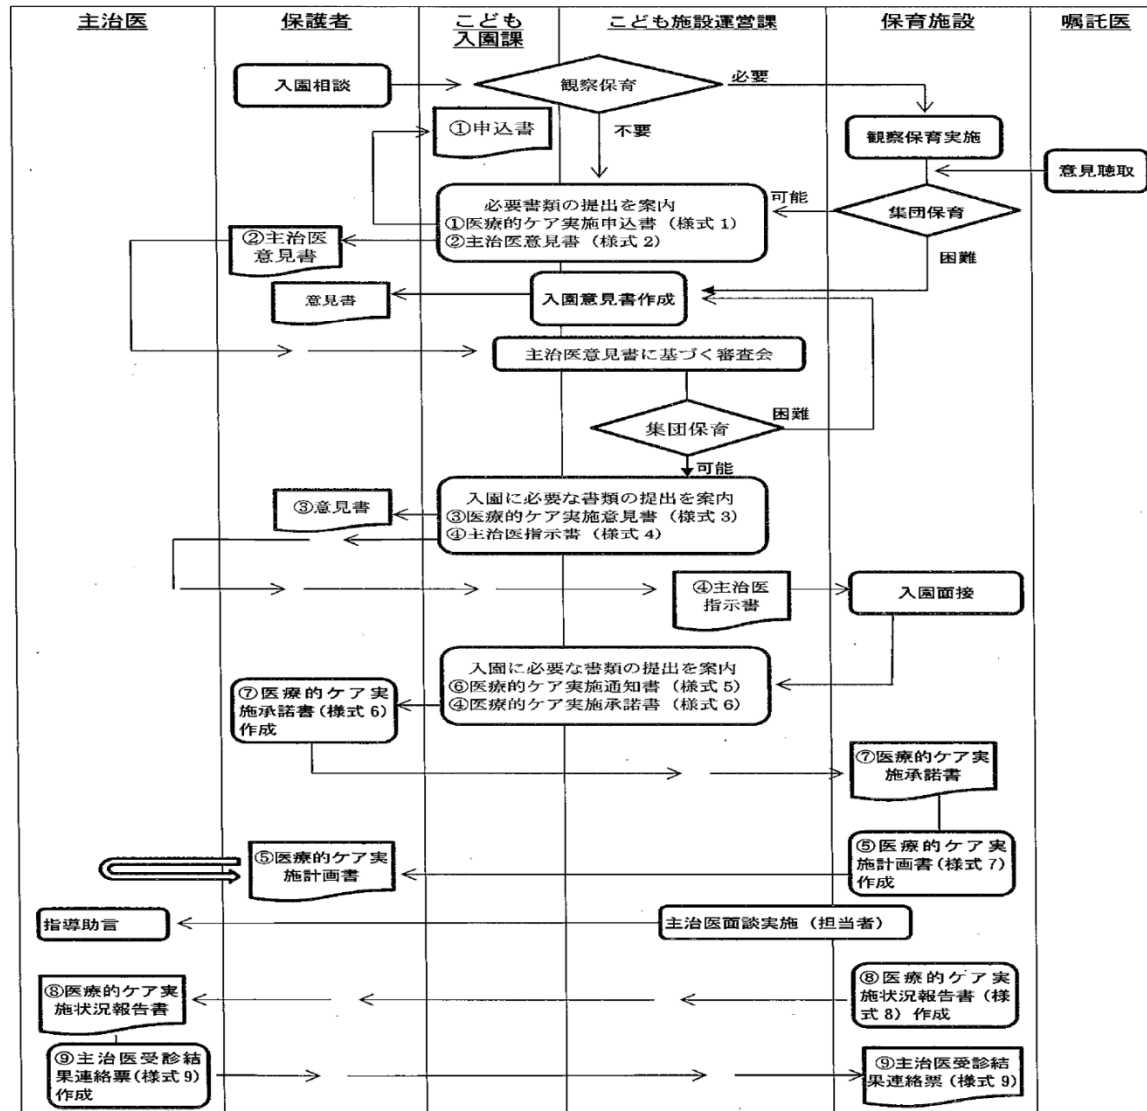 主治医
保護者
こども
入園課
こども施設運営課
保育施設
嘱託医
入園相談
観察保育
必要
①申込書
不要
観察保育実施
意見聴取
必要書類の提出を案内
①医療的ケア実施申込書（様式1）
②主治医意見書（様式2）
可能
集団保育
②主治医
意見書
困難
意見書
入園意見書作成
主治医意見書に基づく審査会
集団保育
困難
可能
入園に必要な書類の提出を案内
③医療的ケア実施意見書（様式3）
④主治医指示書（様式4）
③意見書
④主治医
指示書
入園面接
入園に必要な書類の提出を案内
⑥医療的ケア実施通知書（様式5）
④医療的ケア実施承諾書（様式6）
⑦医療的ケア実
施承諾書(様式6)
作成
⑦医療的ケア実
施承諾書
⑤医療的ケア実
施計画書
⑤医療的ケア実
施計画書(様式7)
作成
指導助言
主治医面談実施（担当者）
⑧医療的ケア実
施状況報告書
⑧医療的ケア実
施状況報告書（様
式8）作成
⑨主治医受診結
果連絡票(様式9)
作成
⑨主治医受診結
果連絡票(様式9)